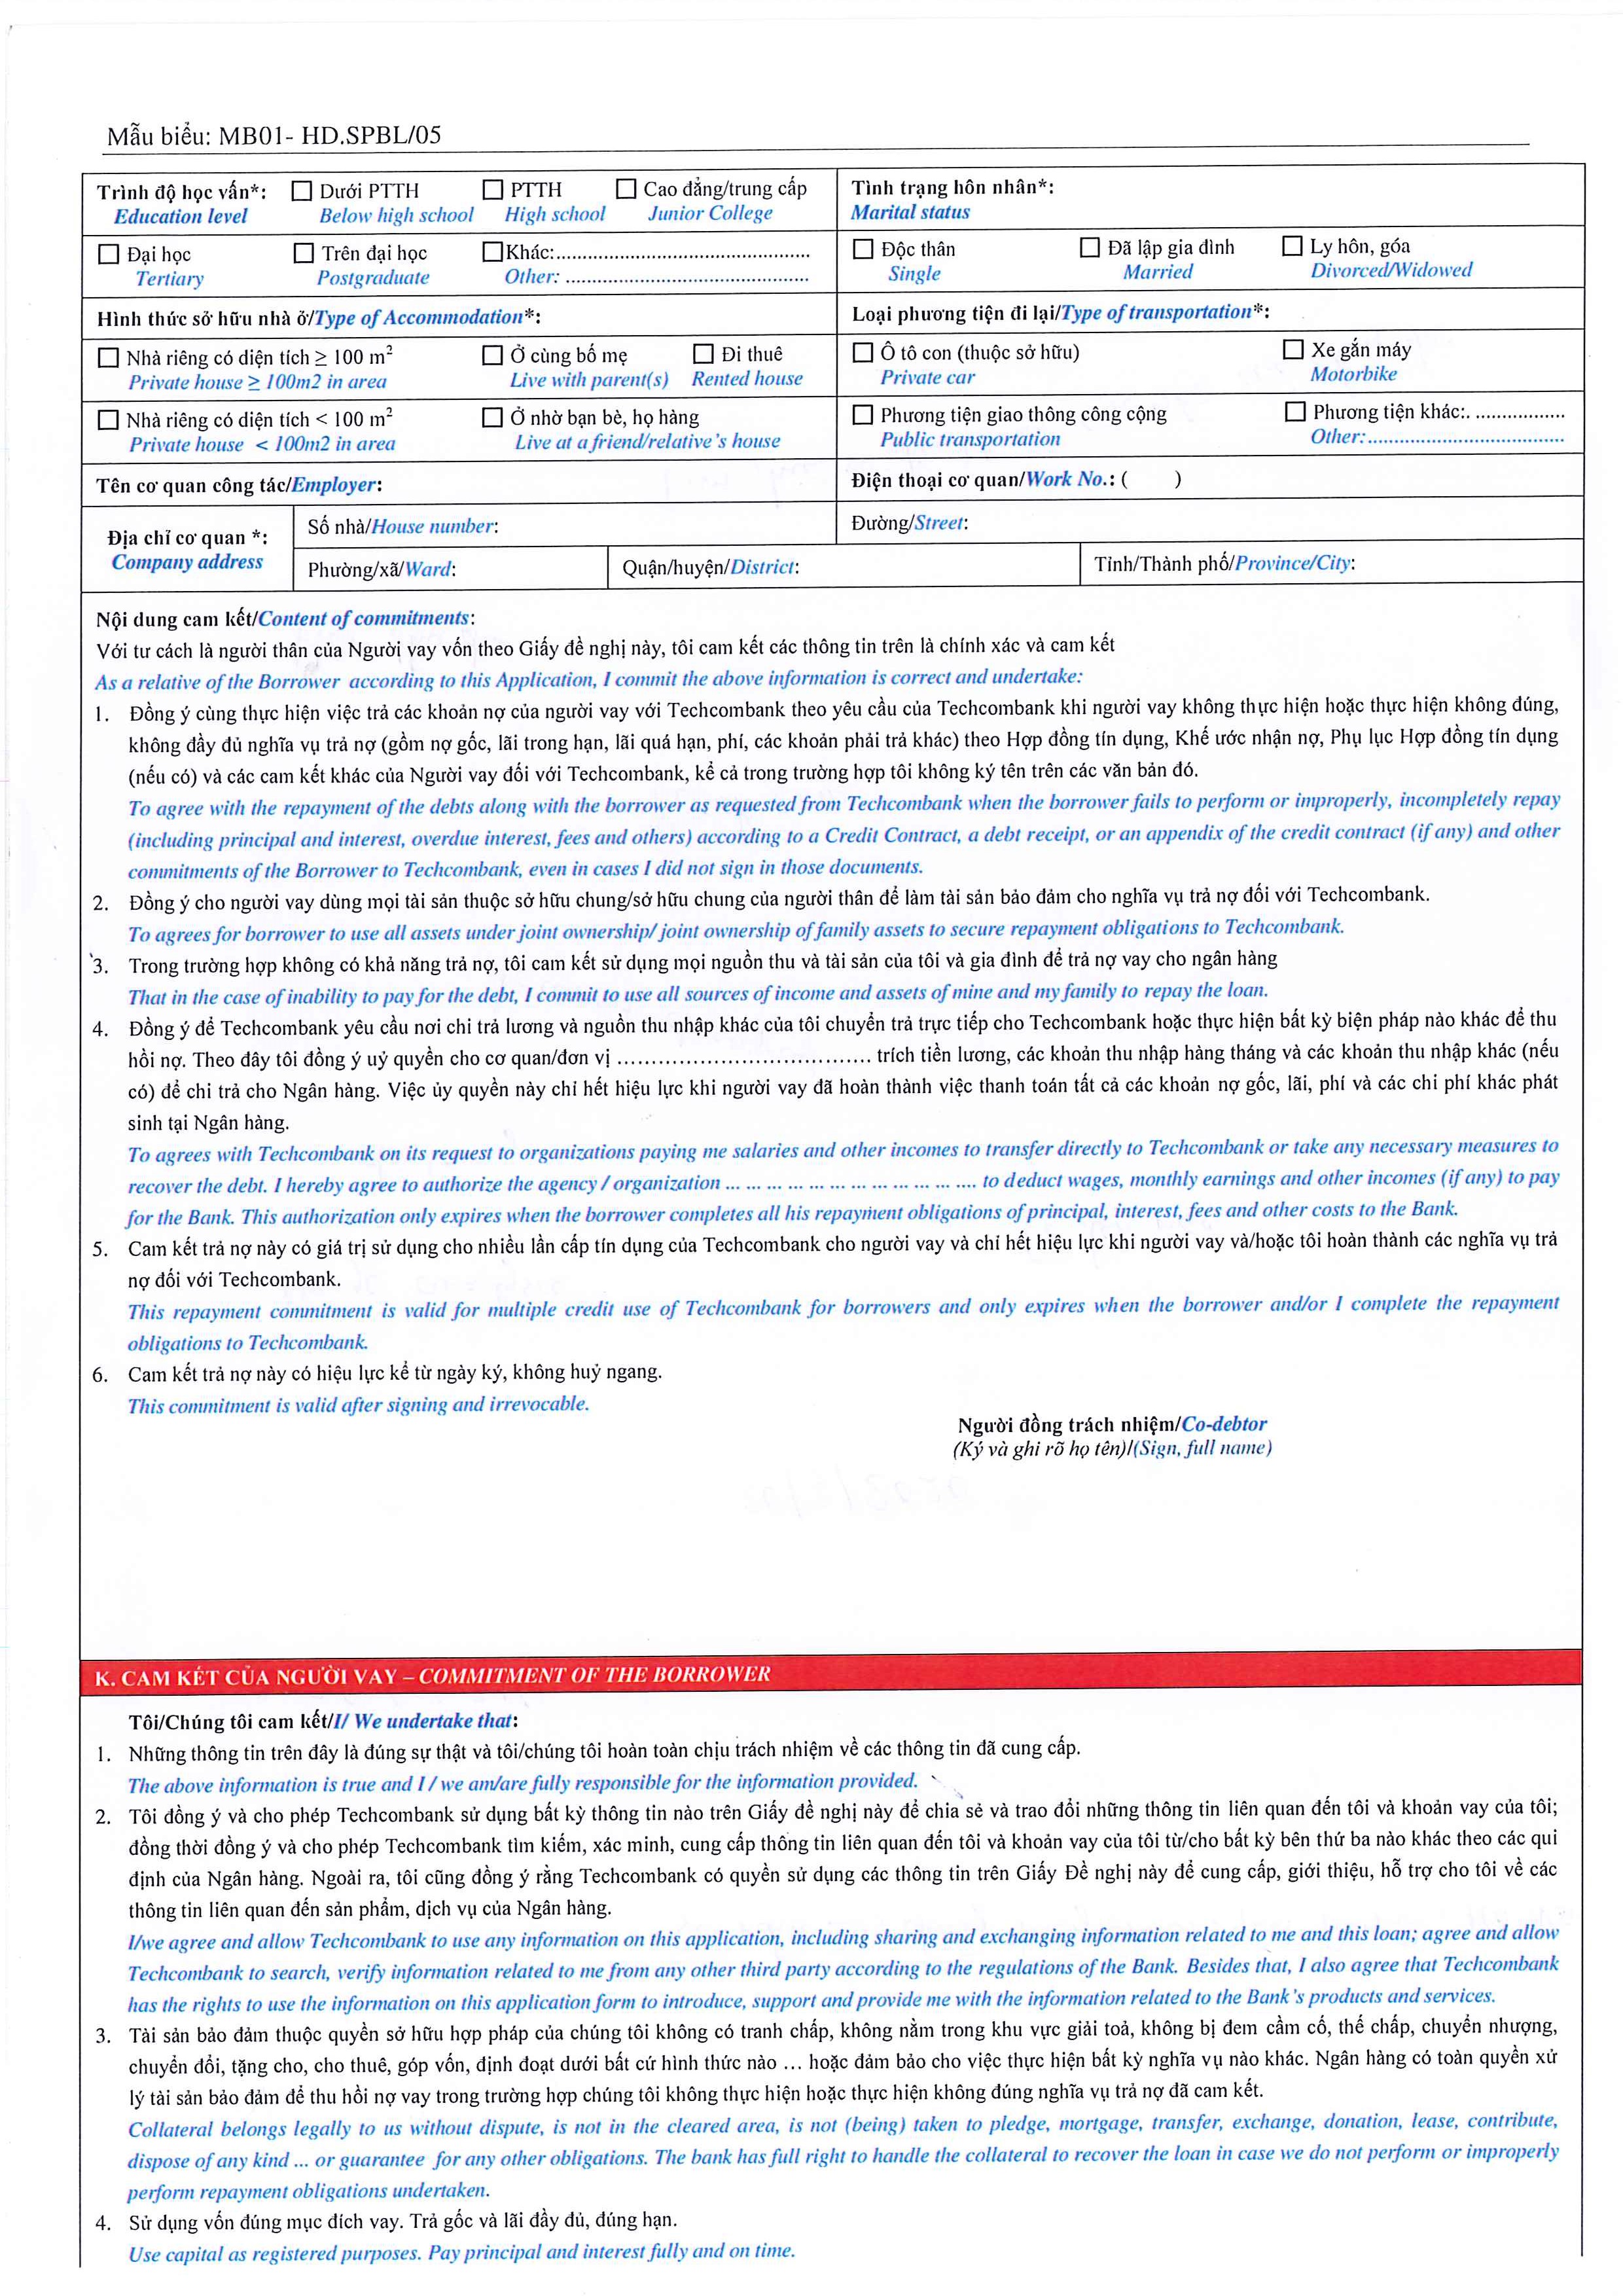 Mẫu biểu: MB01- HD.SPBL/05
Trình độ học vấn*: ☐ Dưới PTTH ☐ PTTH ☐ Cao đẳng/trung cấp
Education level Below high school High school Junior College
Tình trạng hôn nhân*:
Marital status
☐ Đại học ☐ Trên đại học ☐ Khác:..........................................
Tertiary Postgraduate Other: ........................................
☐ Độc thân ☐ Đã lập gia đình ☐ Ly hôn, góa
Single Married Divorced/Widowed
Hình thức sở hữu nhà ở/Type of Accommodation*:
Loại phương tiện đi lại/Type of transportation*:
☐ Nhà riêng có diện tích ≥ 100 m² ☐ Ở cùng bố mẹ ☐ Đi thuê
Private house ≥ 100m2 in area Live with parent(s) Rented house
☐ Ô tô con (thuộc sở hữu) ☐ Xe gắn máy
Private car Motorbike
☐ Nhà riêng có diện tích < 100 m² ☐ Ở nhờ bạn bè, họ hàng
Private house < 100m2 in area Live at a friend/relative's house
☐ Phương tiện giao thông công cộng ☐ Phương tiện khác:. ...............
Public transportation Other:.................................
Tên cơ quan công tác/Employer:
Điện thoại cơ quan/Work No.: ( )
Địa chỉ cơ quan *:
Company address
Số nhà/House number:
Đường/Street:
Phường/xã/Ward:
Quận/huyện/District:
Tỉnh/Thành phố/Province/City:
Nội dung cam kết/Content of commitments:
Với tư cách là người thân của Người vay vốn theo Giấy đề nghị này, tôi cam kết các thông tin trên là chính xác và cam kết
As a relative of the Borrower according to this Application, I commit the above information is correct and undertake:
1. Đồng ý cùng thực hiện việc trả các khoản nợ của người vay với Techcombank theo yêu cầu của Techcombank khi người vay không thực hiện hoặc thực hiện không đúng,
không đầy đủ nghĩa vụ trả nợ (gồm nợ gốc, lãi trong hạn, lãi quá hạn, phí, các khoản phải trả khác) theo Hợp đồng tín dụng, Khế ước nhận nợ, Phụ lục Hợp đồng tín dụng
(nếu có) và các cam kết khác của Người vay đối với Techcombank, kể cả trong trường hợp tôi không ký tên trên các văn bản đó.
To agree with the repayment of the debts along with the borrower as requested from Techcombank when the borrower fails to perform or improperly, incompletely repay
(including principal and interest, overdue interest, fees and others) according to a Credit Contract, a debt receipt, or an appendix of the credit contract (if any) and other
commitments of the Borrower to Techcombank, even in cases I did not sign in those documents.
2. Đồng ý cho người vay dùng mọi tài sản thuộc sở hữu chung/sở hữu chung của người thân để làm tài sản bảo đảm cho nghĩa vụ trả nợ đối với Techcombank.
To agrees for borrower to use all assets under joint ownership/ joint ownership of family assets to secure repayment obligations to Techcombank.
3. Trong trường hợp không có khả năng trả nợ, tôi cam kết sử dụng mọi nguồn thu và tài sản của tôi và gia đình để trả nợ vay cho ngân hàng
That in the case of inability to pay for the debt, I commit to use all sources of income and assets of mine and my family to repay the loan.
4. Đồng ý để Techcombank yêu cầu nơi chi trả lương và nguồn thu nhập khác của tôi chuyển trả trực tiếp cho Techcombank hoặc thực hiện bất kỳ biện pháp nào khác để thu
hồi nợ. Theo đây tôi đồng ý uỷ quyền cho cơ quan/đơn vị ..................................... trích tiền lương, các khoản thu nhập hàng tháng và các khoản thu nhập khác (nếu
có) để chi trả cho Ngân hàng. Việc ủy quyền này chỉ hết hiệu lực khi người vay đã hoàn thành việc thanh toán tất cả các khoản nợ gốc, lãi, phí và các chi phí khác phát
sinh tại Ngân hàng.
To agrees with Techcombank on its request to organizations paying me salaries and other incomes to transfer directly to Techcombank or take any necessary measures to
recover the debt. I hereby agree to authorize the agency / organization ... ... ... ... ... ... ... ... ... ... ... .... to deduct wages, monthly earnings and other incomes (if any) to pay
for the Bank. This authorization only expires when the borrower completes all his repayment obligations of principal, interest, fees and other costs to the Bank.
5. Cam kết trả nợ này có giá trị sử dụng cho nhiều lần cấp tín dụng của Techcombank cho người vay và chỉ hết hiệu lực khi người vay và/hoặc tôi hoàn thành các nghĩa vụ trả
nợ đối với Techcombank.
This repayment commitment is valid for multiple credit use of Techcombank for borrowers and only expires when the borrower and/or I complete the repayment
obligations to Techcombank.
6. Cam kết trả nợ này có hiệu lực kể từ ngày ký, không huỷ ngang.
This commitment is valid after signing and irrevocable.
Người đồng trách nhiệm/Co-debtor
(Ký và ghi rõ họ tên)/(Sign, full name)
K. CAM KẾT CỦA NGƯỜI VAY – COMMITMENT OF THE BORROWER
Tôi/Chúng tôi cam kết/I/ We undertake that:
1. Những thông tin trên đây là đúng sự thật và tôi/chúng tôi hoàn toàn chịu trách nhiệm về các thông tin đã cung cấp.
The above information is true and I / we am/are fully responsible for the information provided.
2. Tôi đồng ý và cho phép Techcombank sử dụng bất kỳ thông tin nào trên Giấy đề nghị này để chia sẻ và trao đổi những thông tin liên quan đến tôi và khoản vay của tôi;
đồng thời đồng ý và cho phép Techcombank tìm kiếm, xác minh, cung cấp thông tin liên quan đến tôi và khoản vay của tôi từ/cho bất kỳ bên thứ ba nào khác theo các qui
định của Ngân hàng. Ngoài ra, tôi cũng đồng ý rằng Techcombank có quyền sử dụng các thông tin trên Giấy Đề nghị này để cung cấp, giới thiệu, hỗ trợ cho tôi về các
thông tin liên quan đến sản phẩm, dịch vụ của Ngân hàng.
I/we agree and allow Techcombank to use any information on this application, including sharing and exchanging information related to me and this loan; agree and allow
Techcombank to search, verify information related to me from any other third party according to the regulations of the Bank. Besides that, I also agree that Techcombank
has the rights to use the information on this application form to introduce, support and provide me with the information related to the Bank's products and services.
3. Tài sản bảo đảm thuộc quyền sở hữu hợp pháp của chúng tôi không có tranh chấp, không nằm trong khu vực giải toả, không bị đem cầm cố, thế chấp, chuyển nhượng,
chuyển đổi, tặng cho, cho thuê, góp vốn, định đoạt dưới bất cứ hình thức nào ... hoặc đảm bảo cho việc thực hiện bất kỳ nghĩa vụ nào khác. Ngân hàng có toàn quyền xử
lý tài sản bảo đảm để thu hồi nợ vay trong trường hợp chúng tôi không thực hiện hoặc thực hiện không đúng nghĩa vụ trả nợ đã cam kết.
Collateral belongs legally to us without dispute, is not in the cleared area, is not (being) taken to pledge, mortgage, transfer, exchange, donation, lease, contribute,
dispose of any kind ... or guarantee for any other obligations. The bank has full right to handle the collateral to recover the loan in case we do not perform or improperly
perform repayment obligations undertaken.
4. Sử dụng vốn đúng mục đích vay. Trả gốc và lãi đầy đủ, đúng hạn.
Use capital as registered purposes. Pay principal and interest fully and on time.